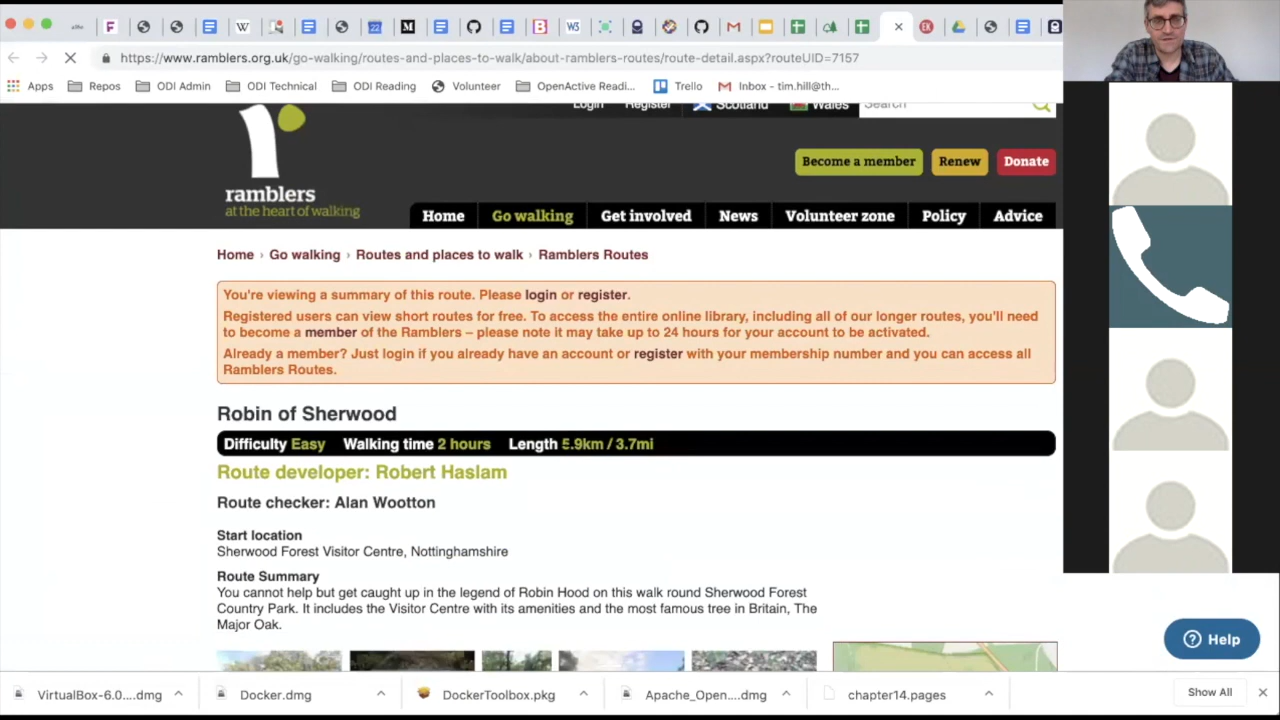 https://www.ramblers.org.uk/go-walking/routes-and-places-to-walk/about-ramblers-routes/route-detail.aspx?routeUID=7157
Apps Repos ODI Admin ODI Technical ODI Reading Volunteer OpenActive Readi... Trello Inbox - tim.hill@th...
Login Register Scotland Wales Search
ramblers
at the heart of walking
Become a member Renew Donate
Home Go walking Get involved News Volunteer zone Policy Advice
Home › Go walking › Routes and places to walk › Ramblers Routes
You're viewing a summary of this route. Please login or register.
Registered users can view short routes for free. To access the entire online library, including all of our longer routes, you'll need
to become a member of the Ramblers – please note it may take up to 24 hours for your account to be activated.
Already a member? Just login if you already have an account or register with your membership number and you can access all
Ramblers Routes.
Robin of Sherwood
Difficulty Easy Walking time 2 hours Length 5.9km / 3.7mi
Route developer: Robert Haslam
Route checker: Alan Wootton
Start location
Sherwood Forest Visitor Centre, Nottinghamshire
Route Summary
You cannot help but get caught up in the legend of Robin Hood on this walk round Sherwood Forest
Country Park. It includes the Visitor Centre with its amenities and the most famous tree in Britain, The
Major Oak.
Help
VirtualBox-6.0....dmg Docker.dmg DockerToolbox.pkg Apache_Open....dmg chapter14.pages Show All